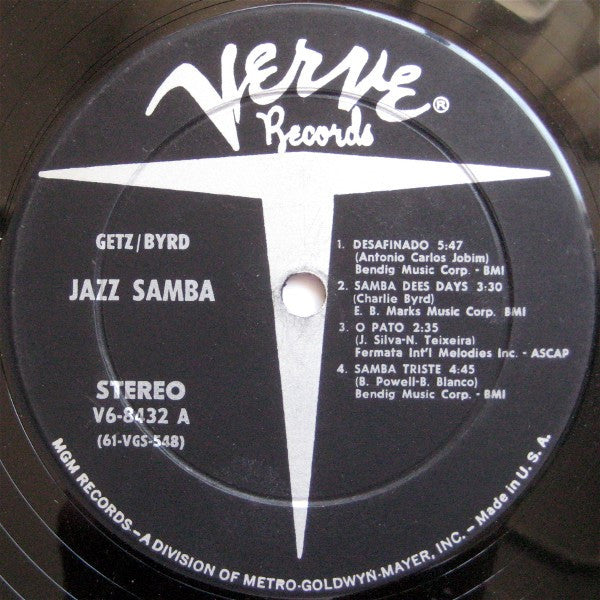 Verve®
Records
GETZ/BYRD
JAZZ SAMBA
STEREO
V6-8432 A
(61-VGS-548)
1. DESAFINADO 5:47
(Antonio Carlos Jobim)
Bendig Music Corp. - BMI
2. SAMBA DEES DAYS 3:30
(Charlie Byrd)
E. B. Marks Music Corp. BMI
3. O PATO 2:35
(J. Silva-N. Teixeira)
Fermata Int'l Melodies Inc. - ASCAP
4. SAMBA TRISTE 4:45
(B. Powell-B. Blanco)
Bendig Music Corp. - BMI
MGM RECORDS—A DIVISION OF METRO-GOLDWYN-MAYER, INC. – Made in U. S. A.